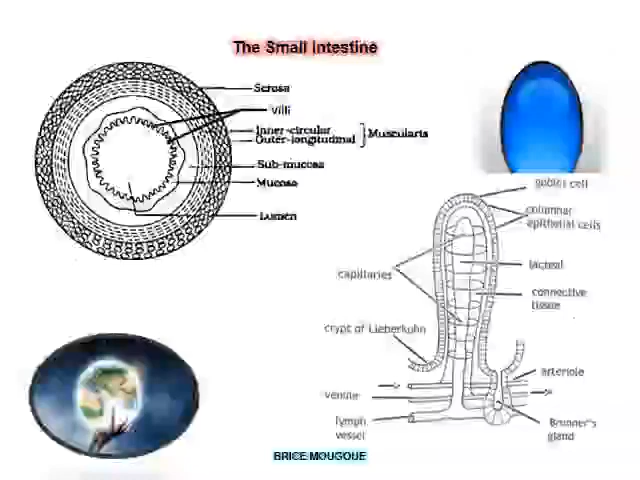 The Small Intestine
Serosa
Villi
Inner-circular
Outer-longitudinal
Muscularis
Sub-mucosa
Mucosa
Lumen
goblet cell
columnar
epithelial cells
capillaries
lacteal
connective
tissue
crypt of Lieberkuhn
arteriole
venule
lymph
vessel
Brunner's
gland
BRICE MOUGOUE